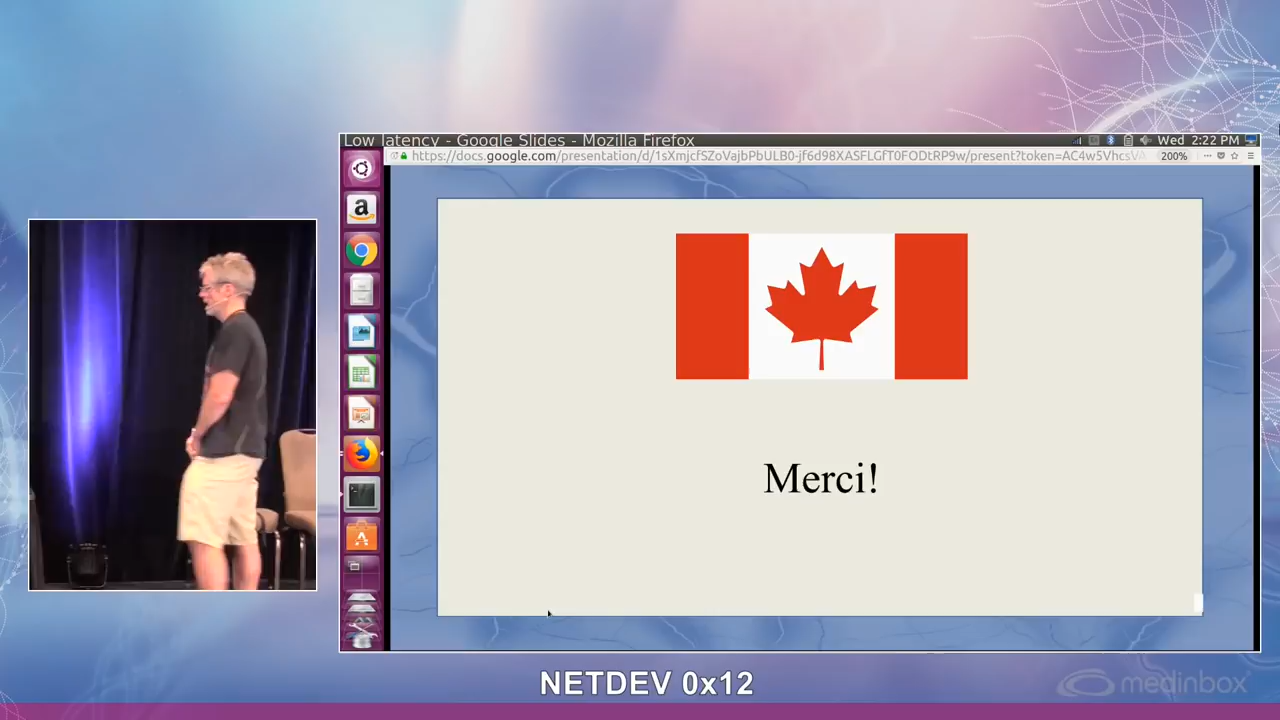 Low latency - Google Slides - Mozilla Firefox
Wed 2:22 PM
https://docs.google.com/presentation/d/1sXmjcfSZoVajbPbULB0-jf6d98XASFLGfT0FODtRP9w/present?token=AC4w5VhcsVA
200%
Merci!
NETDEV 0x12
medinbox